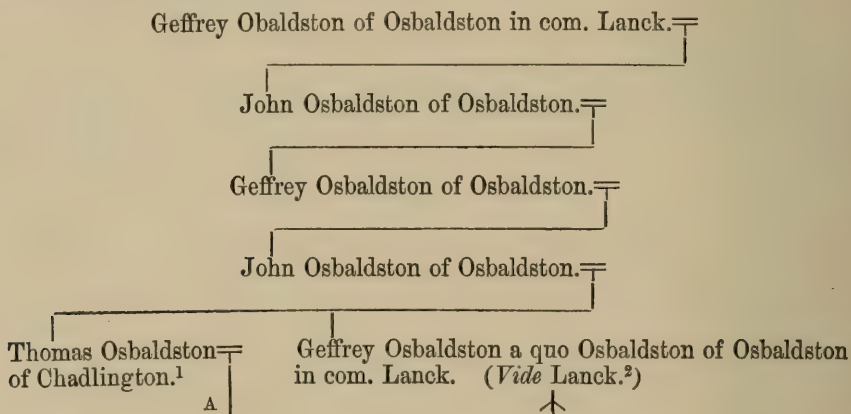 Geffrey Obaldston of Osbaldston in com. Lanck.
John Osbaldston of Osbaldston.
Geffrey Osbaldston of Osbaldston.
John Osbaldston of Osbaldston.
Thomas Osbaldston
of Chadlington.¹
Geffrey Osbaldston a quo Osbaldston of Osbaldston
in com. Lanck. (Vide Lanck.²)
A